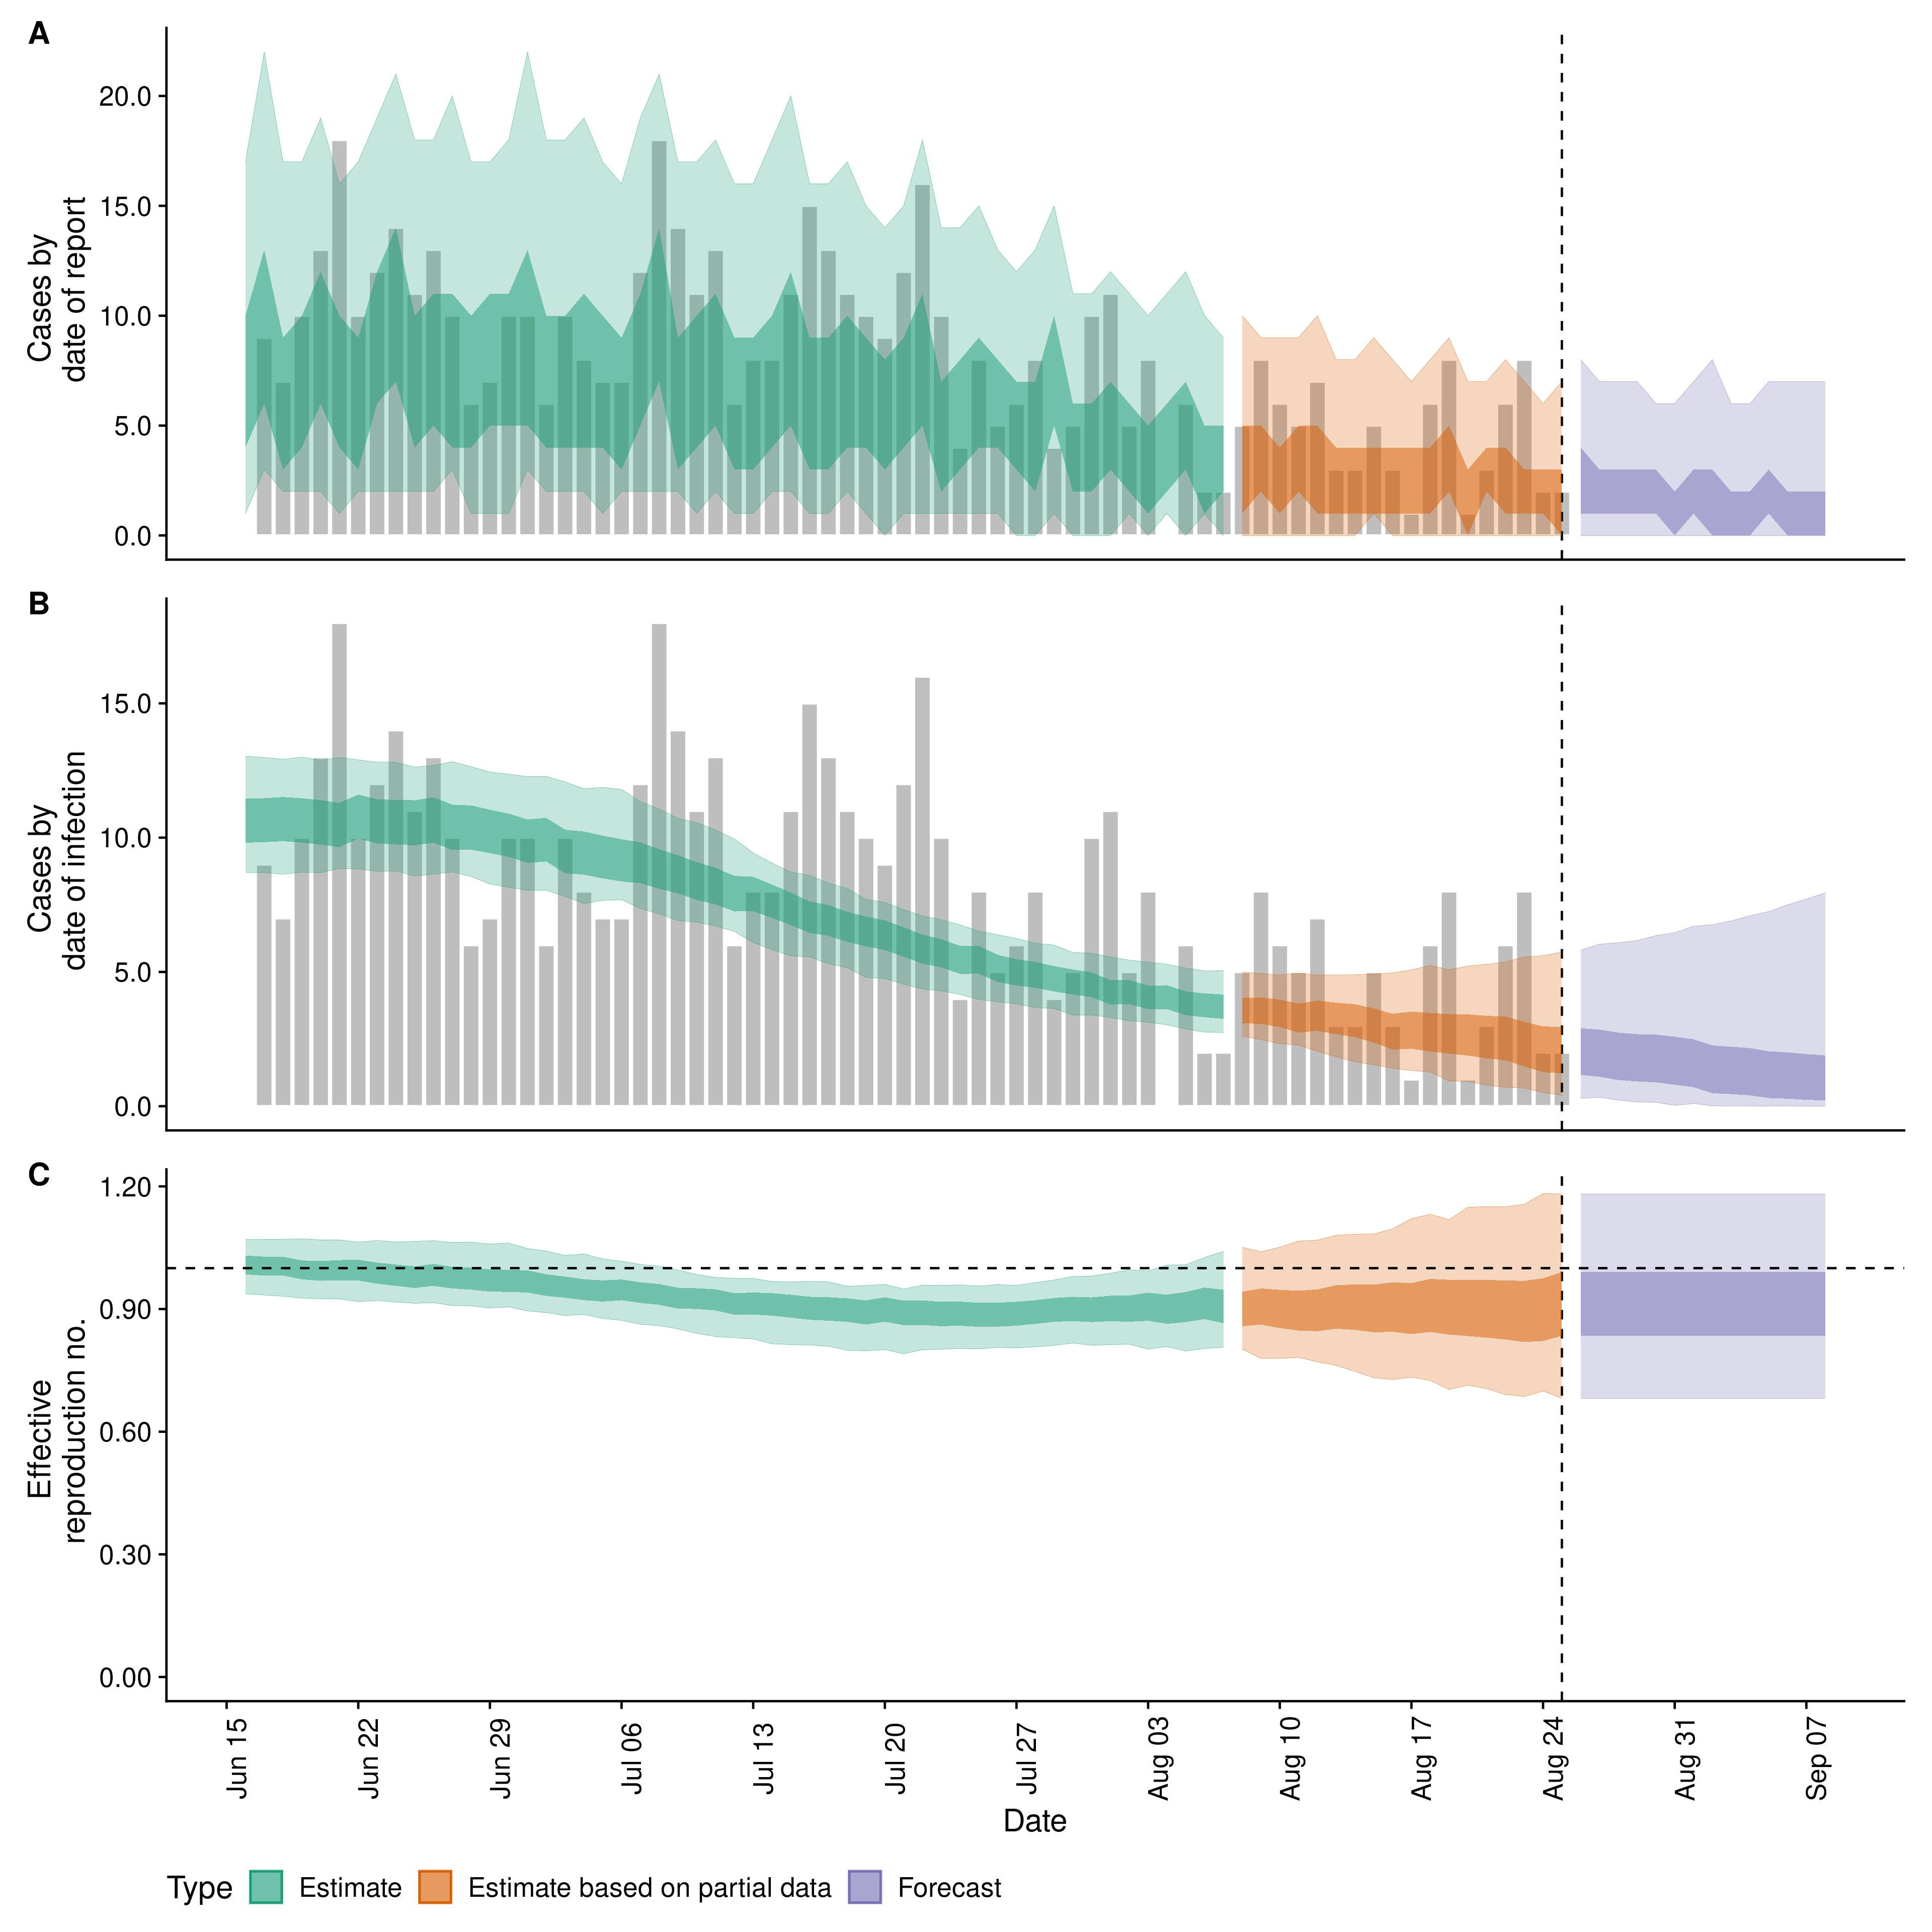 A
Cases by
date of report
20.0
15.0
10.0
5.0
0.0
B
Cases by
date of infection
15.0
10.0
5.0
0.0
C
Effective
reproduction no.
1.20
0.90
0.60
0.30
0.00
Jun 15
Jun 22
Jun 29
Jul 06
Jul 13
Jul 20
Jul 27
Aug 03
Aug 10
Aug 17
Aug 24
Aug 31
Sep 07
Date
Type
Estimate
Estimate based on partial data
Forecast